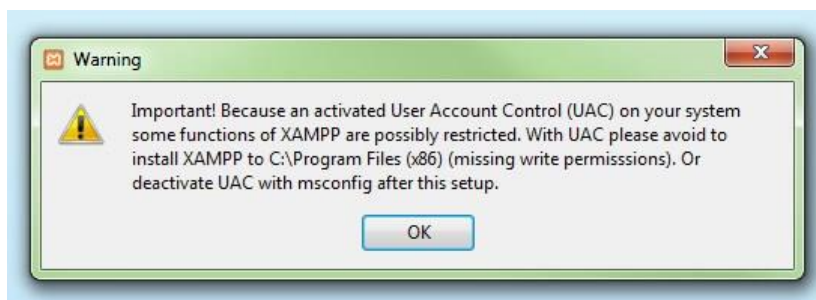 Warning
Important! Because an activated User Account Control (UAC) on your system
some functions of XAMPP are possibly restricted. With UAC please avoid to
install XAMPP to C:\Program Files (x86) (missing write permisssions). Or
deactivate UAC with msconfig after this setup.
OK